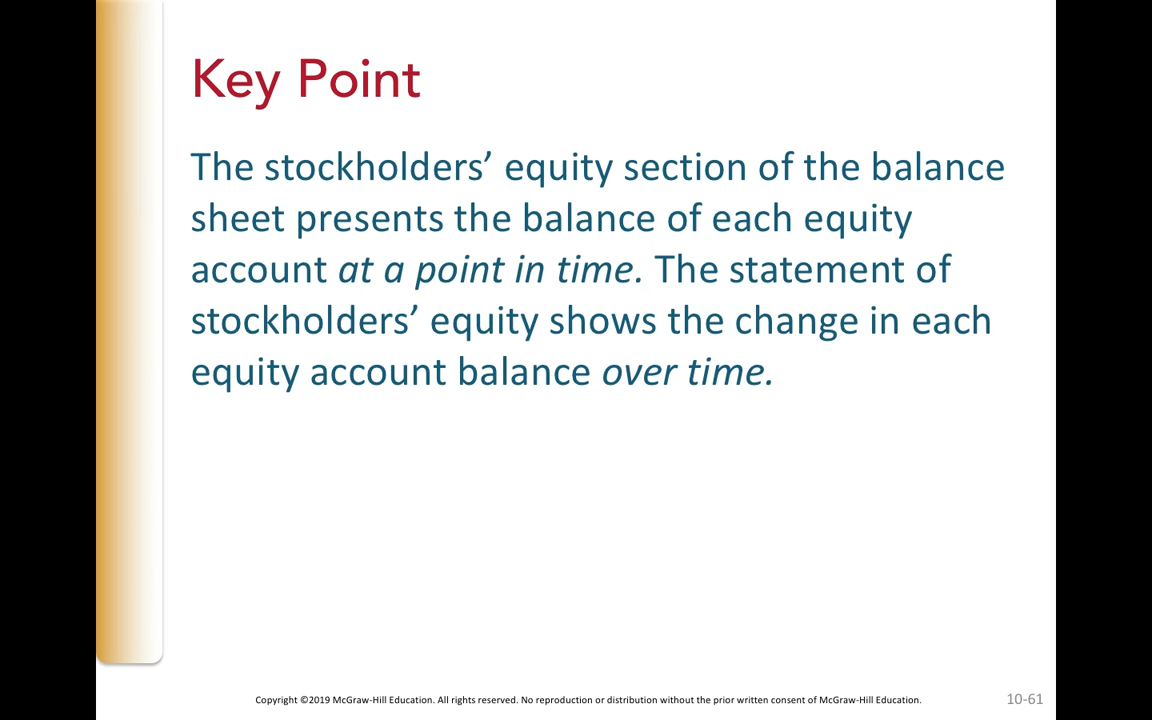 Key Point
The stockholders’ equity section of the balance
sheet presents the balance of each equity
account at a point in time. The statement of
stockholders’ equity shows the change in each
equity account balance over time.
Copyright ©2019 McGraw-Hill Education. All rights reserved. No reproduction or distribution without the prior written consent of McGraw-Hill Education.
10-61